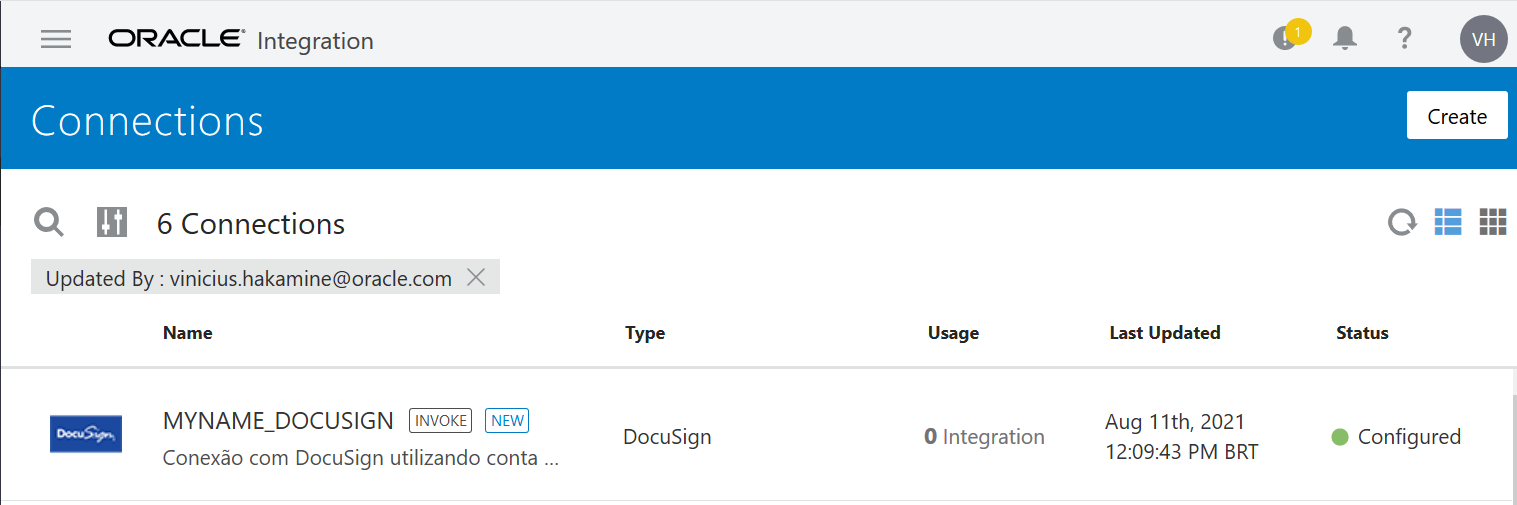 ORACLE® Integration
1
?
VH
Connections
Create
6 Connections
Updated By : vinicius.hakamine@oracle.com
Name Type Usage Last Updated Status
DocuSign
MYNAME_DOCUSIGN INVOKE NEW
Conexão com DocuSign utilizando conta ...
DocuSign
0 Integration
Aug 11th, 2021
12:09:43 PM BRT
Configured